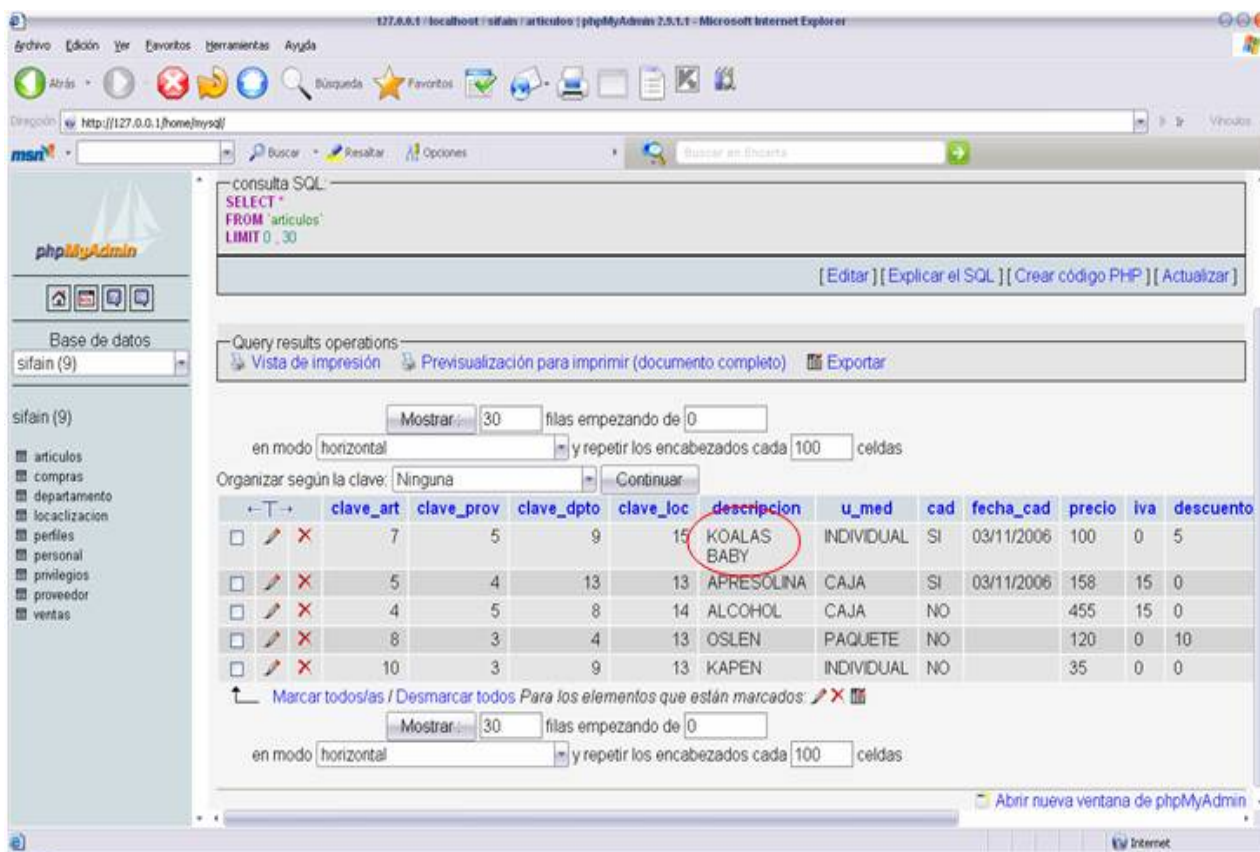 127.0.0.1 / localhost / sifain / articulos | phpMyAdmin 2.9.1.1 - Microsoft Internet Explorer
Archivo Edición Ver Favoritos Herramientas Ayuda
Atrás Búsqueda Favoritos
Dirección http://127.0.0.1/home/mysql/ Vínculos
msn Buscar Resaltar Opciones Buscar en Encarta
consulta SQL:
SELECT *
FROM `articulos`
LIMIT 0 , 30
phpMyAdmin
[ Editar ] [ Explicar el SQL ] [ Crear código PHP ] [ Actualizar ]
Base de datos
sifain (9)
Query results operations
Vista de impresión Previsualización para imprimir (documento completo) Exportar
sifain (9)
articulos
compras
departamento
locaclizacion
perfiles
personal
privilegios
proveedor
ventas
Mostrar : 30 filas empezando de 0
en modo horizontal y repetir los encabezados cada 100 celdas
Organizar según la clave: Ninguna Continuar
←T→ clave_art clave_prov clave_dpto clave_loc descripcion u_med cad fecha_cad precio iva descuento
7 5 9 15 KOALAS BABY INDIVIDUAL SI 03/11/2006 100 0 5
5 4 13 13 APRESOLINA CAJA SI 03/11/2006 158 15 0
4 5 8 14 ALCOHOL CAJA NO 455 15 0
8 3 4 13 OSLEN PAQUETE NO 120 0 10
10 3 9 13 KAPEN INDIVIDUAL NO 35 0 0
Marcar todos/as / Desmarcar todos Para los elementos que están marcados:
Mostrar : 30 filas empezando de 0
en modo horizontal y repetir los encabezados cada 100 celdas
Abrir nueva ventana de phpMyAdmin
Internet